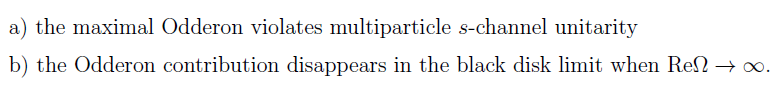 a) the maximal Odderon violates multiparticle s-channel unitarity
b) the Odderon contribution disappears in the black disk limit when ReΩ → ∞.